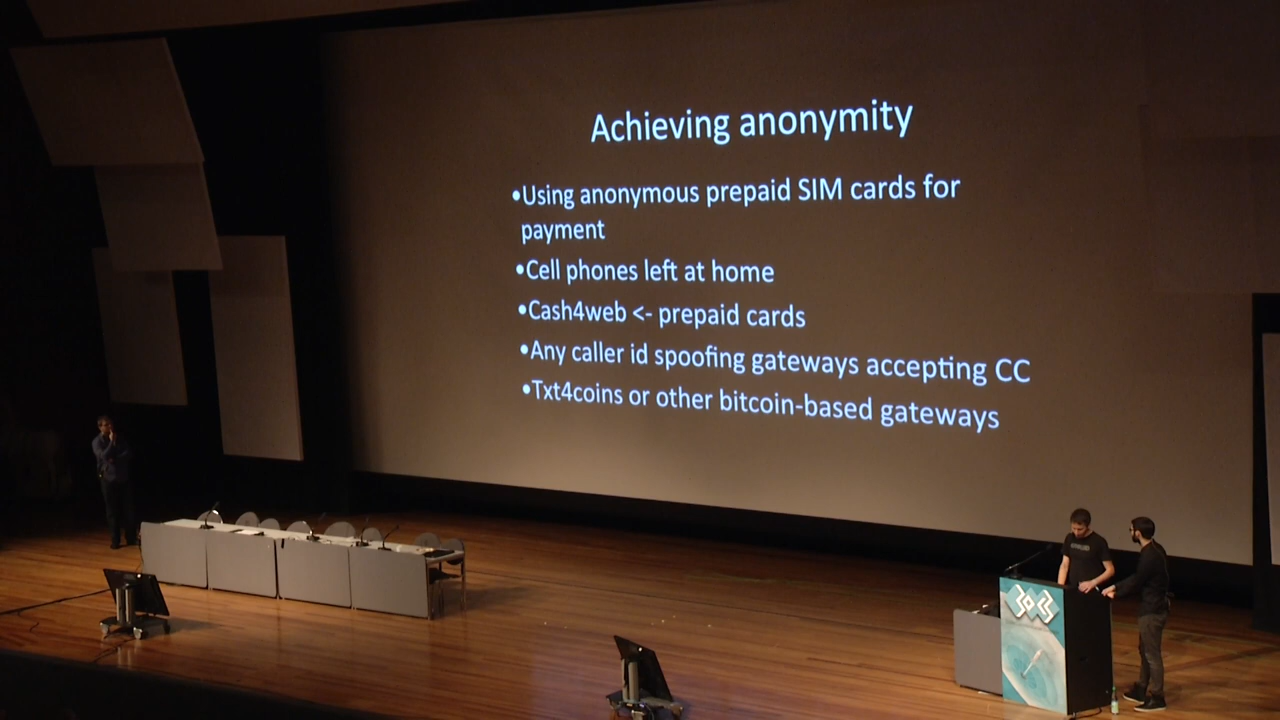 Achieving anonymity
•Using anonymous prepaid SIM cards for
payment
•Cell phones left at home
•Cash4web <- prepaid cards
•Any caller id spoofing gateways accepting CC
•Txt4coins or other bitcoin-based gateways
30C3